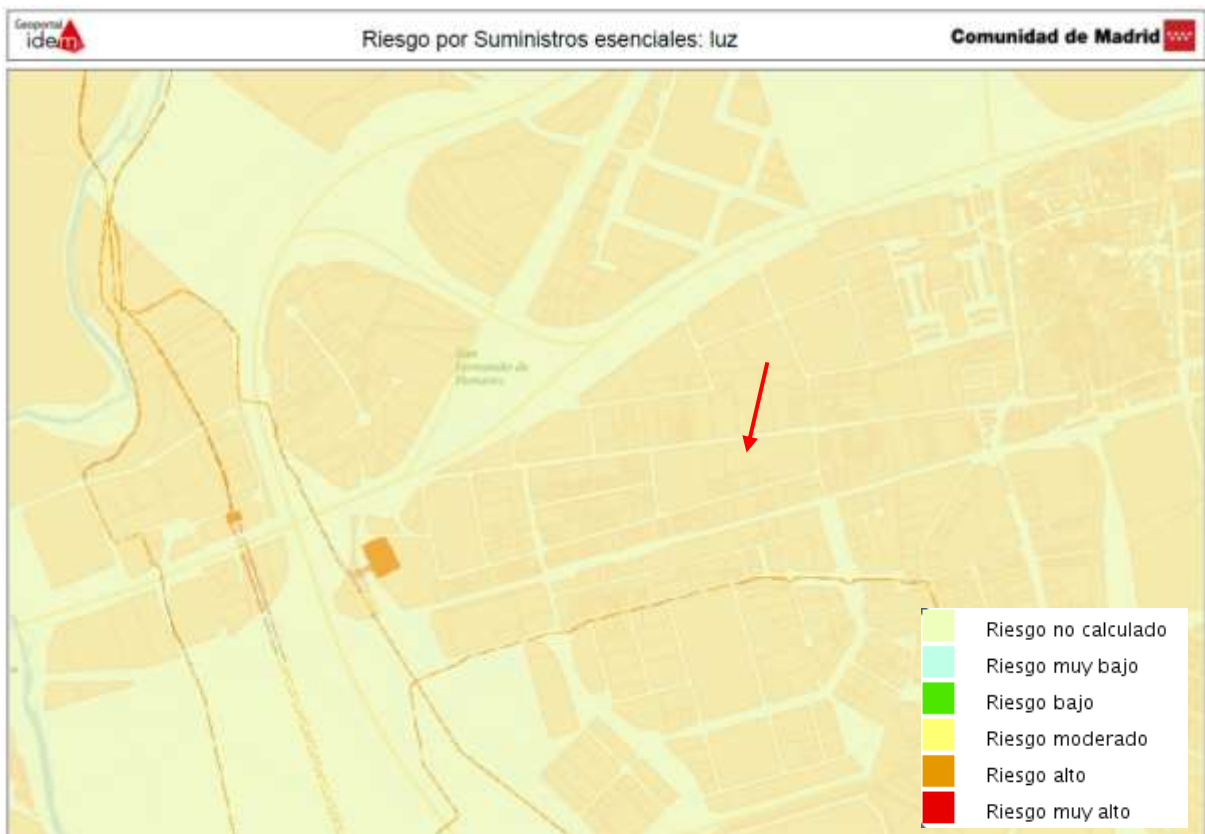 Geoportal
idem
Riesgo por Suministros esenciales: luz
Comunidad de Madrid
San
Fernando de
Henares
Riesgo no calculado
Riesgo muy bajo
Riesgo bajo
Riesgo moderado
Riesgo alto
Riesgo muy alto